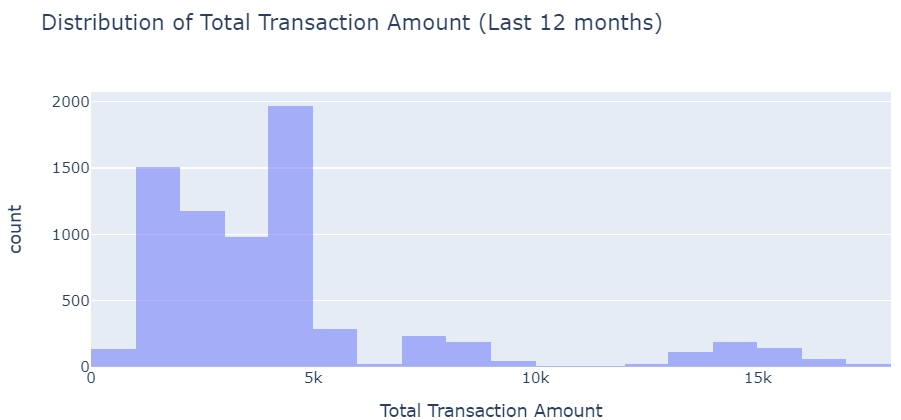 Distribution of Total Transaction Amount (Last 12 months)
2000
1500
1000
500
0
count
0 5k 10k 15k
Total Transaction Amount